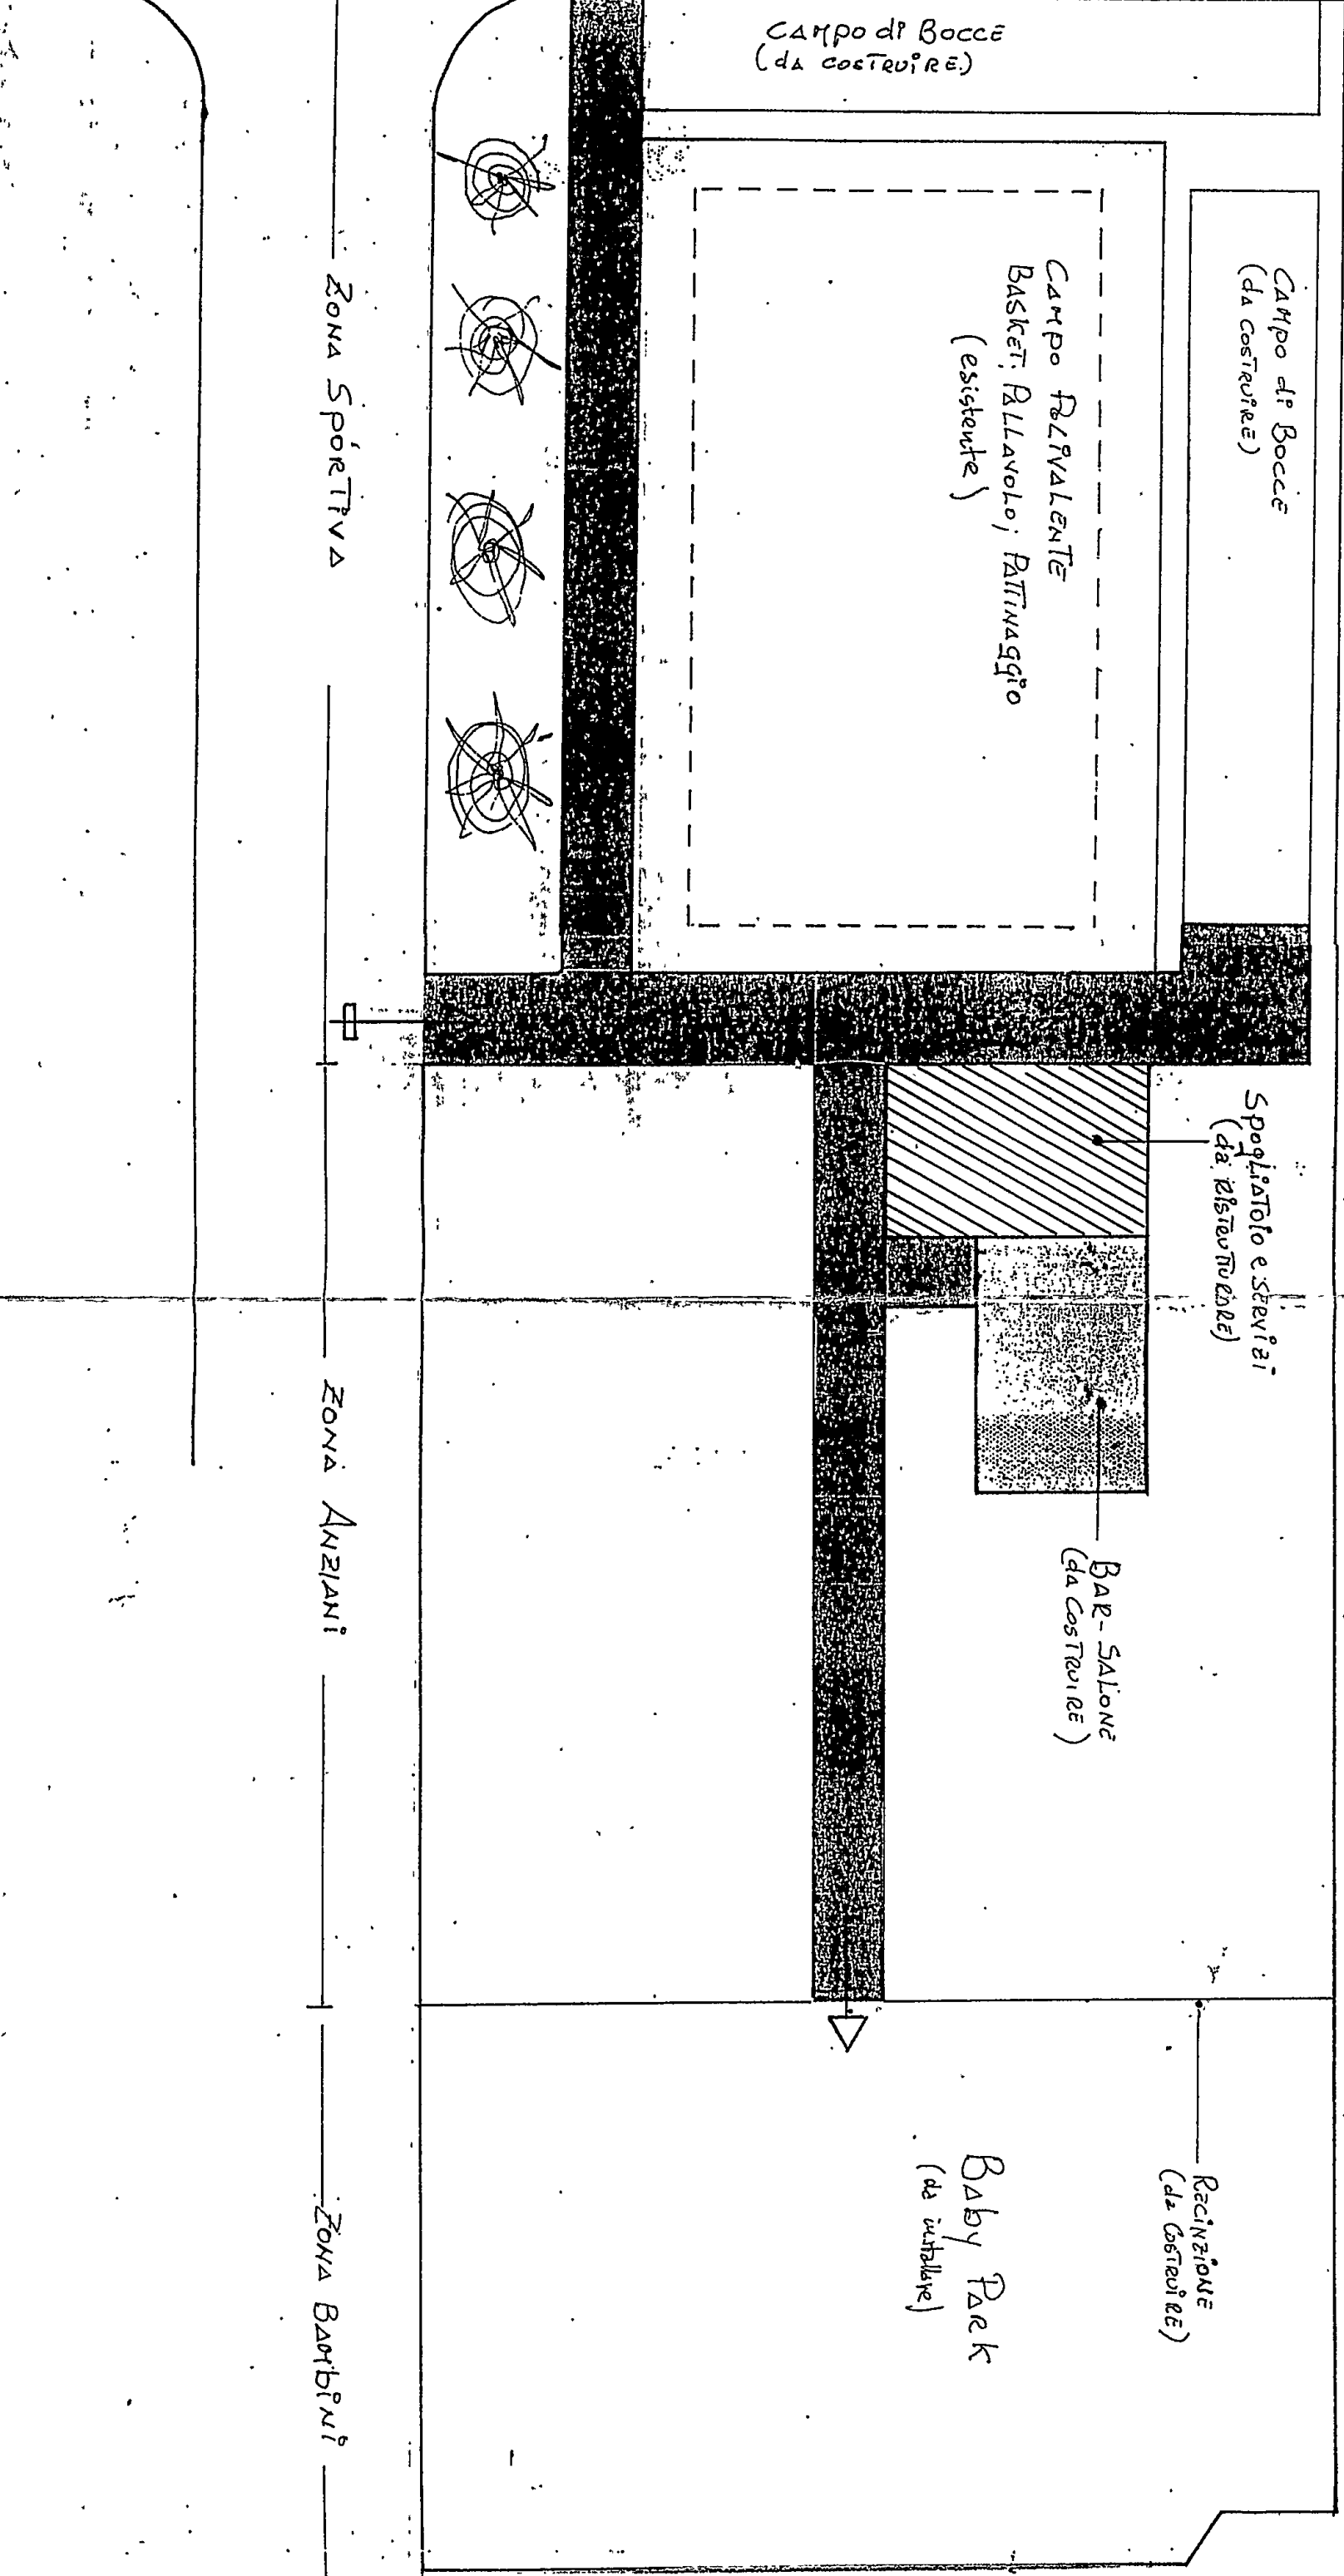 CAMPO di BOCCE
(da COSTRUIRE)
CAMPO di BOCCE
(da COSTRUIRE)
CAMPO POLIVALENTE
BASKET; PALLAVOLO; PATTINAGGIO
(esistente)
SPOGLIATOIO e SERVIZI
(da RISTRUTTURARE)
BAR-SALONE
(da COSTRUIRE)
RECINZIONE
(da COSTRUIRE)
BABY PARK
(da installare)
ZONA SPORTIVA
ZONA ANZIANI
ZONA BAMBINI